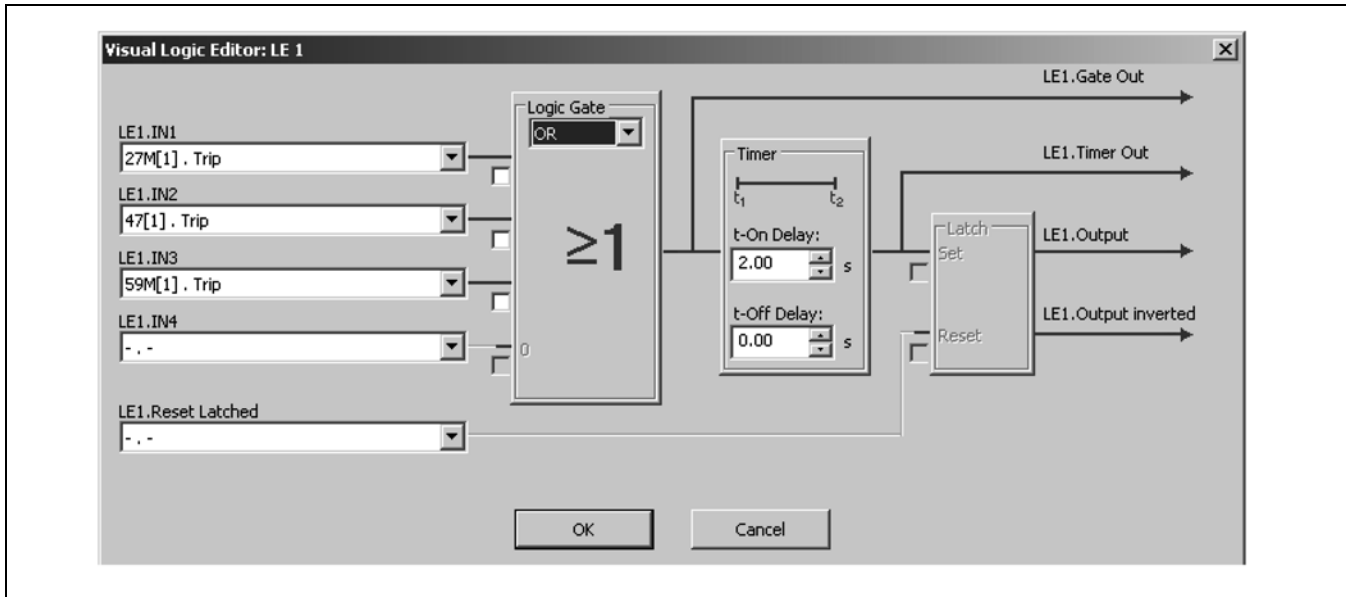 Visual Logic Editor: LE 1
LE1.Gate Out
Logic Gate
OR
LE1.IN1
27M[1] . Trip
LE1.Timer Out
Timer
LE1.IN2
47[1] . Trip
t1
t2
≥1
t-On Delay:
2.00 s
Latch
Set
LE1.Output
LE1.IN3
59M[1] . Trip
t-Off Delay:
0.00 s
LE1.Output inverted
Reset
LE1.IN4
- . -
0
LE1.Reset Latched
- . -
OK
Cancel